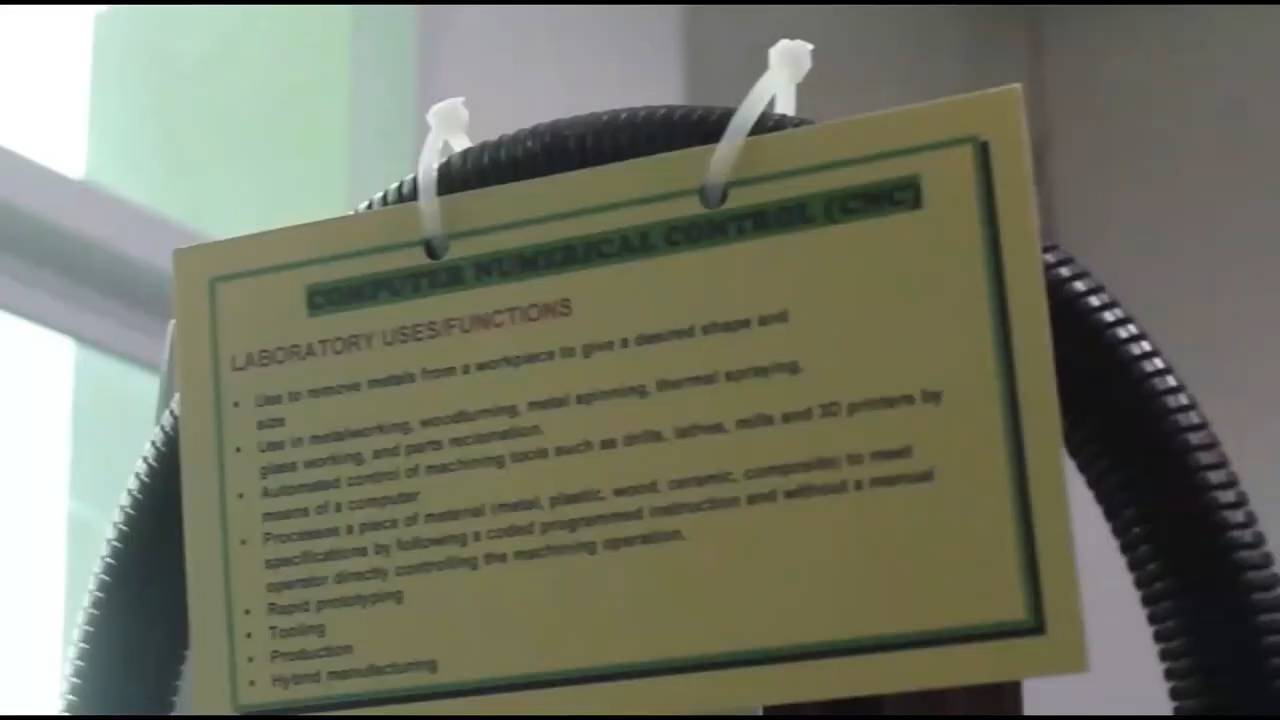 COMPUTER NUMERICAL CONTROL (CNC)
LABORATORY USES/FUNCTIONS
• Use to remove metals from a workpiece to give a desired shape and
size
• Use in metalworking, woodturning, metal spinning, thermal spraying,
glass working, and parts reclamation.
• Automated control of machining tools such as drills, lathes, mills and 3D printers by
means of a computer
• Processes a piece of material (metal, plastic, wood, ceramic, composite) to meet
specifications by following a coded programmed instruction and without a manual
operator directly controlling the machining operation.
• Rapid prototyping
• Tooling
• Production
• Hybrid manufacturing